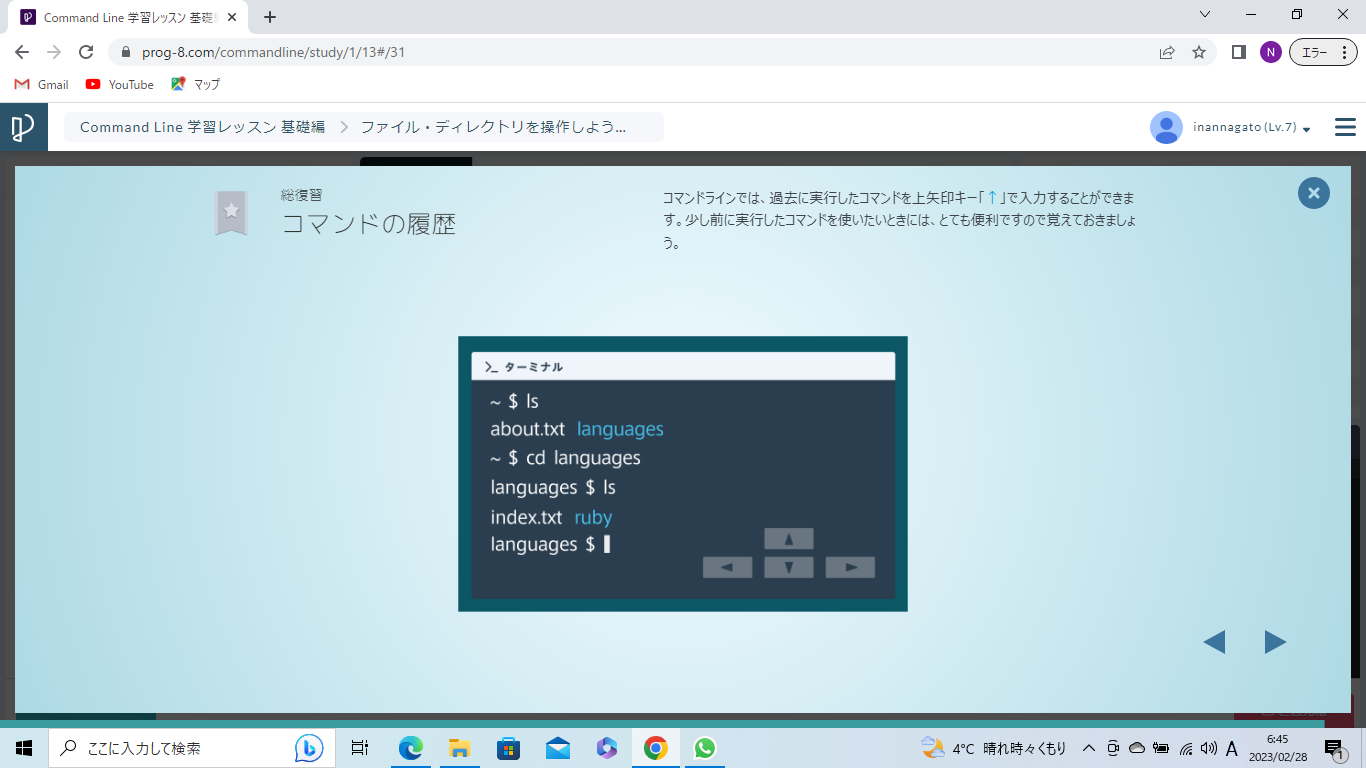 Command Line 学習レッスン 基礎
prog-8.com/commandline/study/1/13#/31
N
エラー
Gmail
YouTube
マップ
Command Line 学習レッスン 基礎編
ファイル・ディレクトリを操作しよう...
inannagato (Lv.7)
総復習
コマンドの履歴
コマンドラインでは、過去に実行したコマンドを上矢印キー「↑」で入力することができま
す。少し前に実行したコマンドを使いたいときには、とても便利ですので覚えておきましょ
う。
ターミナル
~ $ ls
about.txt languages
~ $ cd languages
languages $ ls
index.txt ruby
languages $
ここに入力して検索
4°C 晴れ時々くもり
A
6:45
2023/02/28
1